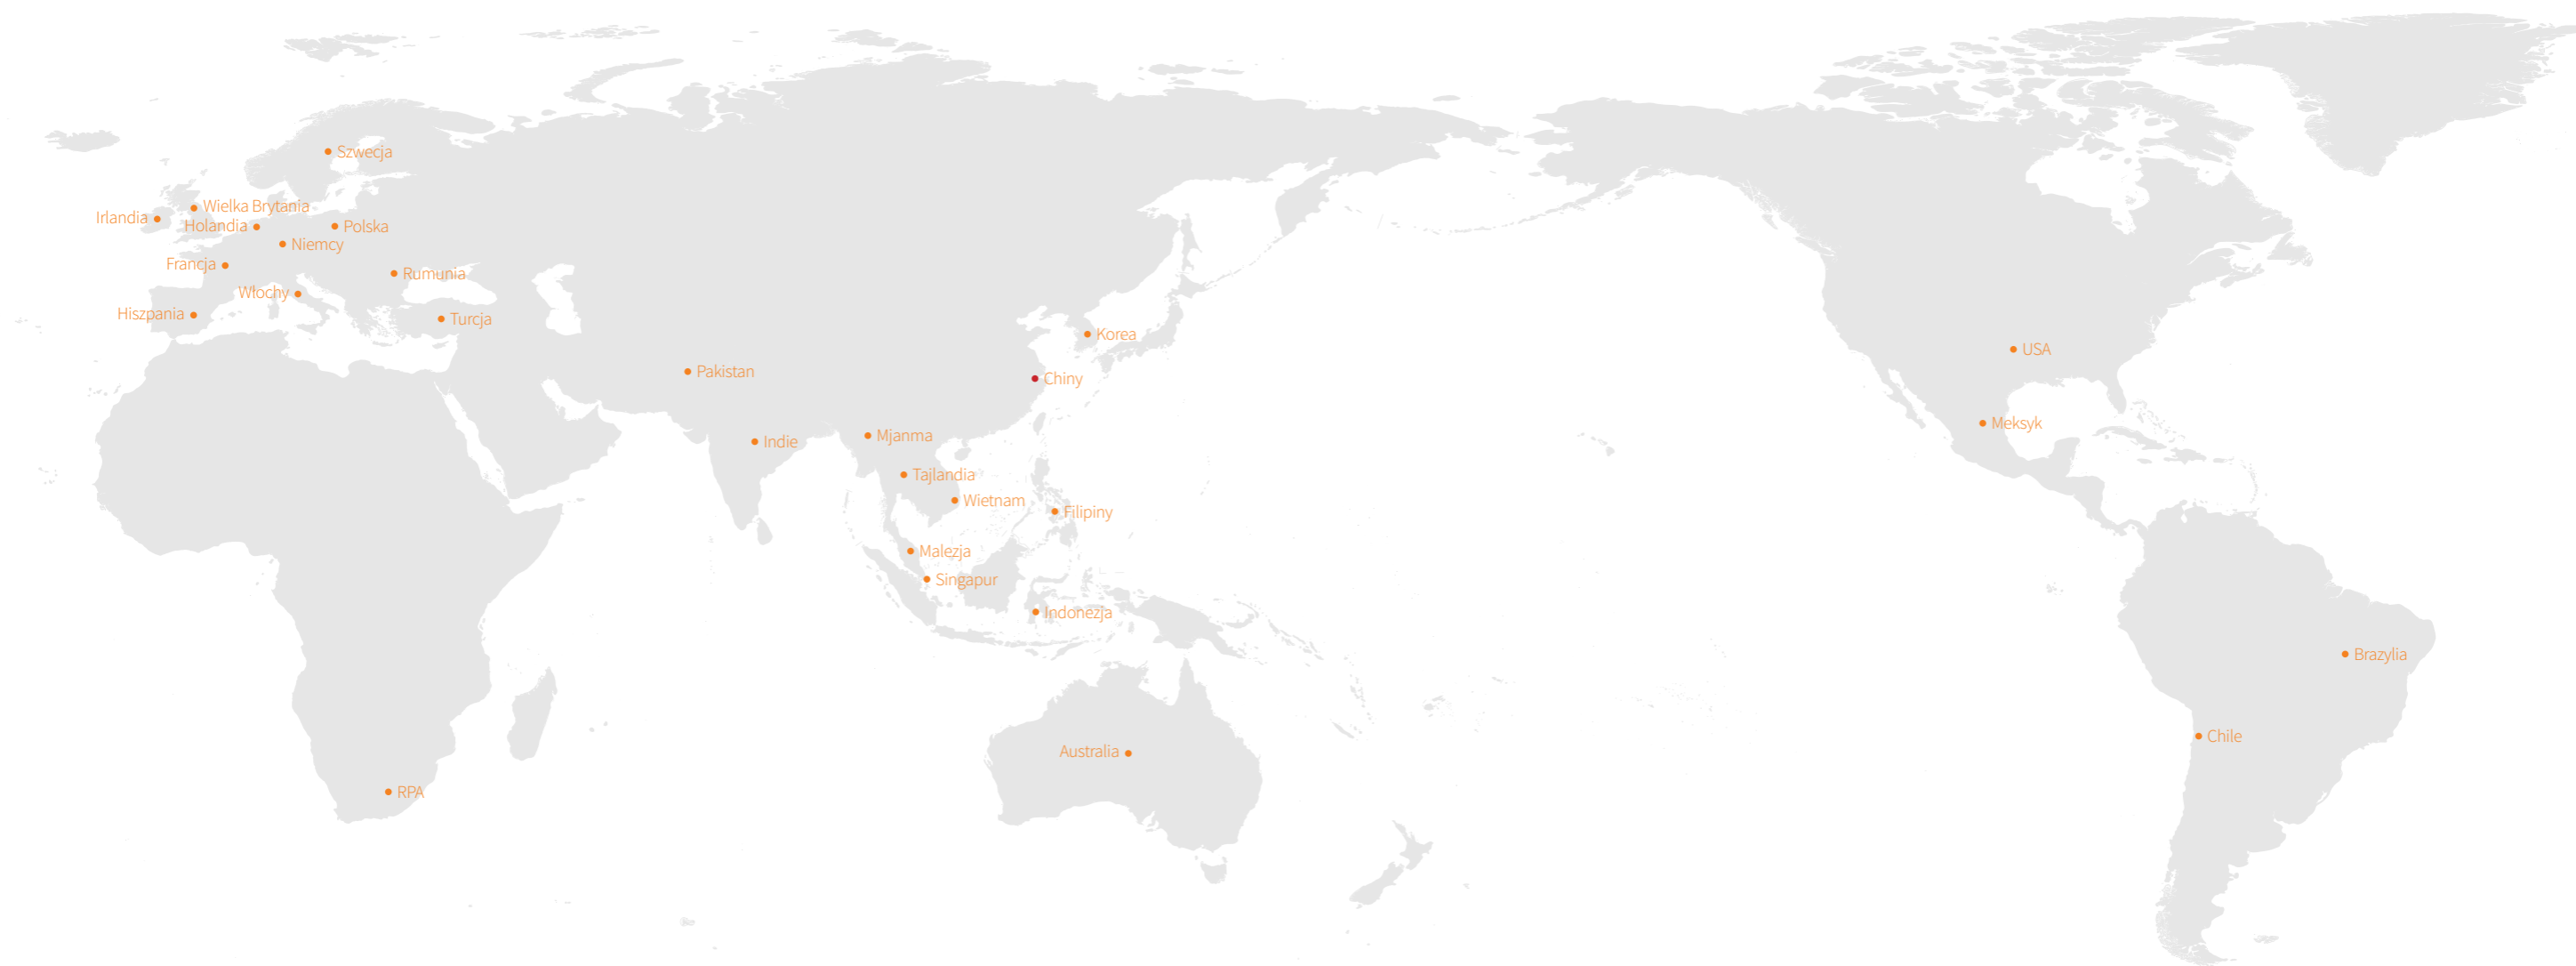 Szwecja
Wielka Brytania
Irlandia
Holandia
Polska
Niemcy
Francja
Rumunia
Włochy
Hiszpania
Turcja
Korea
USA
Pakistan
Chiny
Meksyk
Mjanma
Indie
Tajlandia
Wietnam
Filipiny
Malezja
Singapur
Indonezja
Brazylia
Chile
Australia
RPA